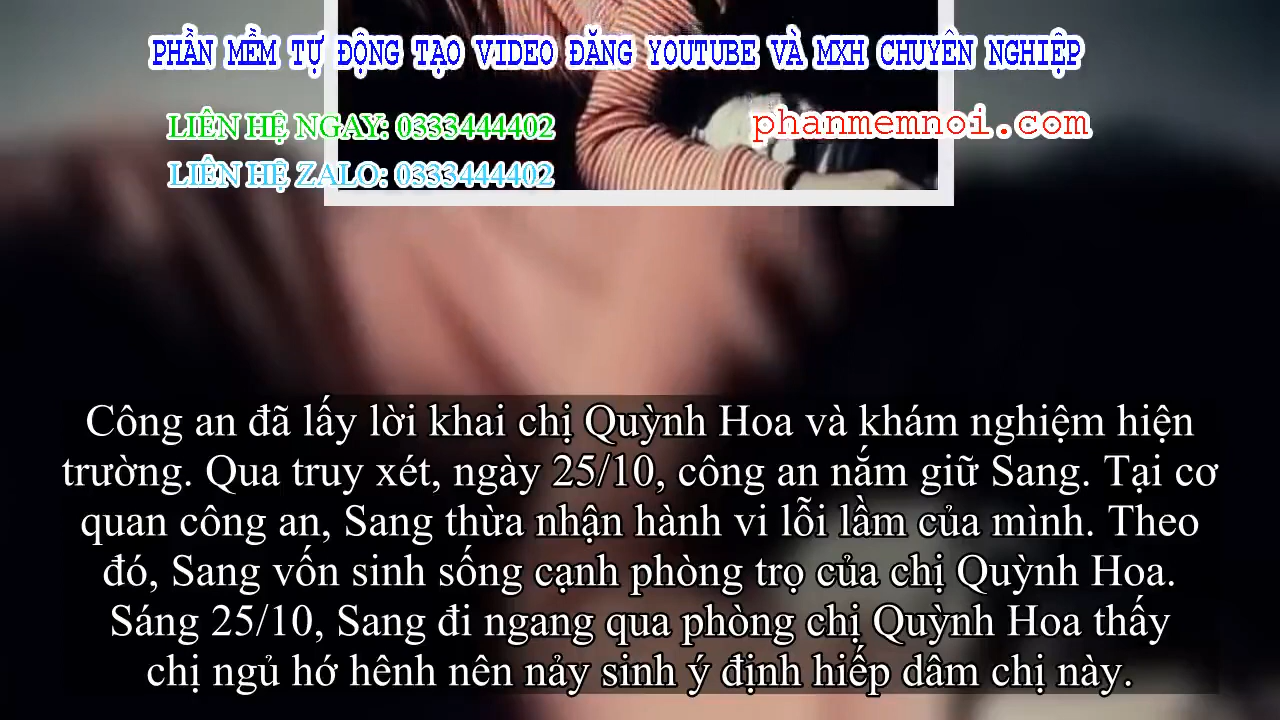 PHẦN MỀM TỰ ĐỘNG TẠO VIDEO ĐĂNG YOUTUBE VÀ MXH CHUYÊN NGHIỆP
LIÊN HỆ NGAY: 0333444402
phanmemnoi.com
LIÊN HỆ ZALO: 0333444402
Công an đã lấy lời khai chị Quỳnh Hoa và khám nghiệm hiện
trường. Qua truy xét, ngày 25/10, công an nắm giữ Sang. Tại cơ
quan công an, Sang thừa nhận hành vi lỗi lầm của mình. Theo
đó, Sang vốn sinh sống cạnh phòng trọ của chị Quỳnh Hoa.
Sáng 25/10, Sang đi ngang qua phòng chị Quỳnh Hoa thấy
chị ngủ hớ hênh nên nảy sinh ý định hiếp dâm chị này.